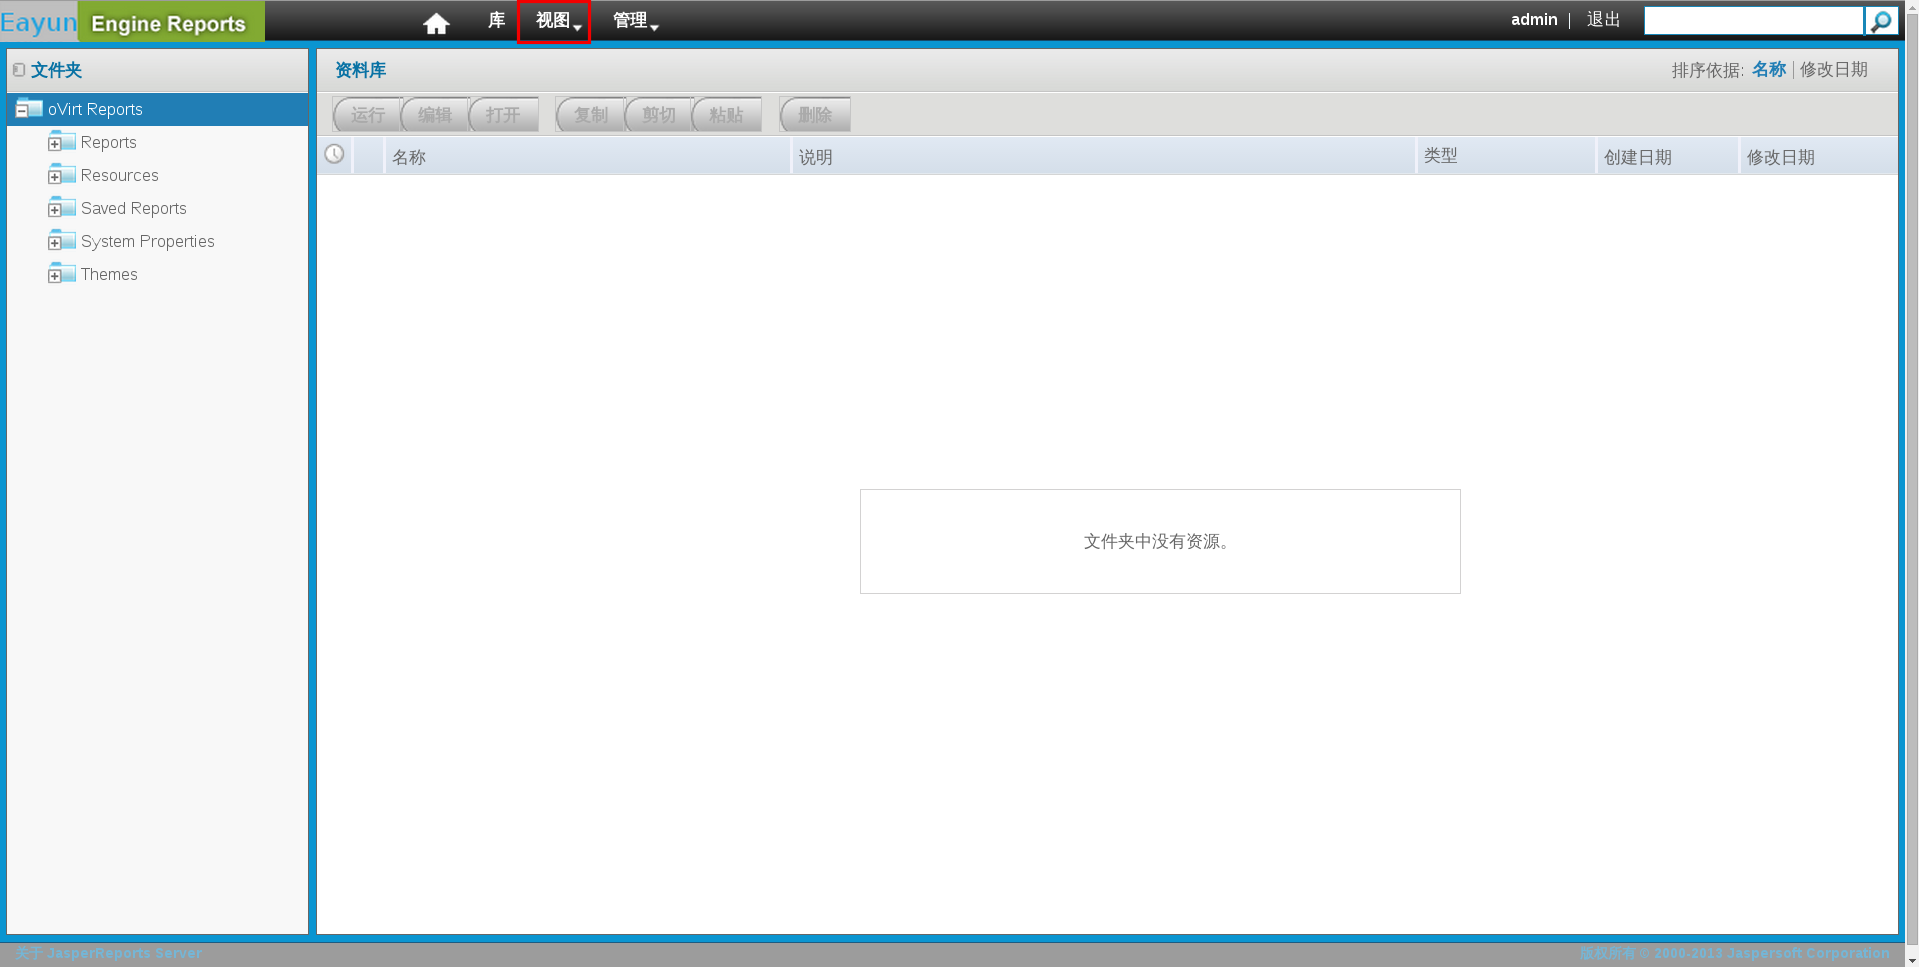 Eayun Engine Reports
库 视图 管理
admin 退出
文件夹
oVirt Reports
Reports
Resources
Saved Reports
System Properties
Themes
资料库
排序依据: 名称 修改日期
运行 编辑 打开 复制 剪切 粘贴 删除
名称 说明 类型 创建日期 修改日期
文件夹中没有资源。
关于 JasperReports Server
版权所有 © 2000-2013 Jaspersoft Corporation